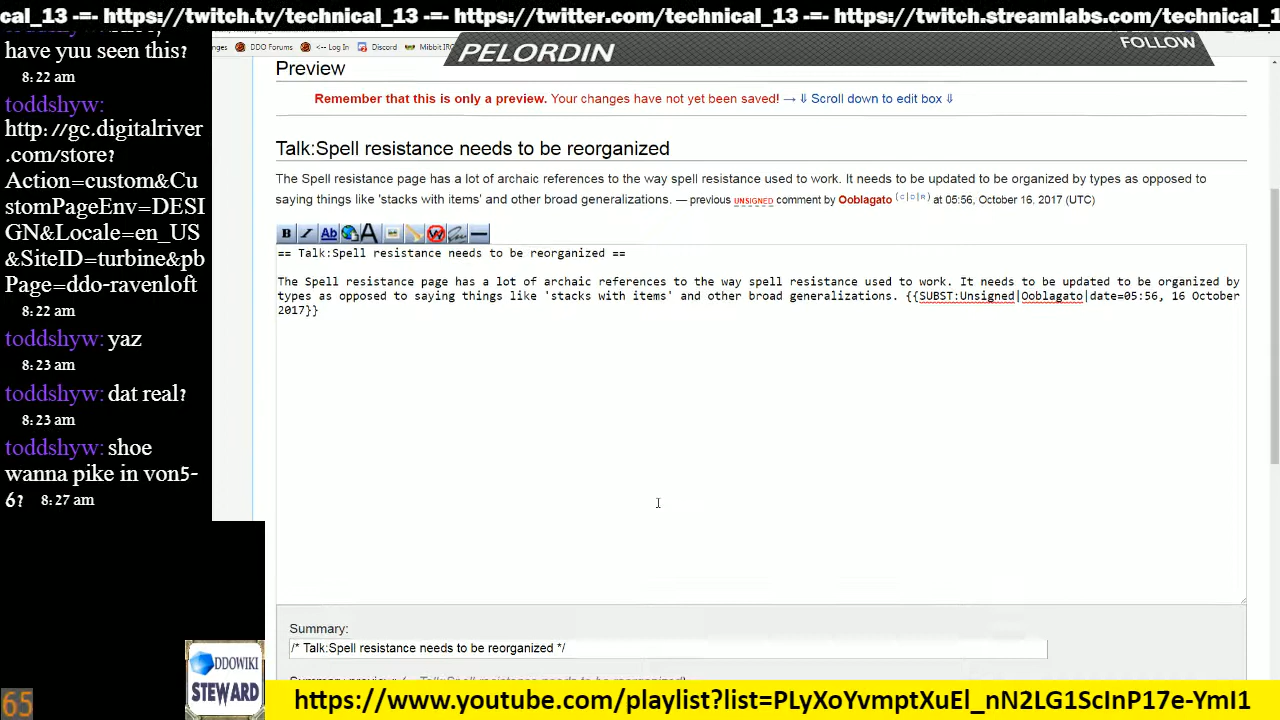 cal_13 -=- https://twitch.tv/technical_13 -=- https://twitter.com/technical_13 -=- https://twitch.streamlabs.com/technical_1
have yuu seen this?
8:22 am
toddshyw:
http://gc.digitalriver
.com/store?
Action=custom&Cu
stomPageEnv=DESI
GN&Locale=en_US
&SiteID=turbine&pb
Page=ddo-ravenloft
8:22 am
toddshyw: yaz
8:23 am
toddshyw: dat real?
8:23 am
toddshyw: shoe
wanna pike in von5-
6? 8:27 am
nges DDO Forums <-- Log In Discord Mibbit IR
PELORDIN
FOLLOW
Preview
Remember that this is only a preview. Your changes have not yet been saved! → ⇓ Scroll down to edit box ⇓
Talk:Spell resistance needs to be reorganized
The Spell resistance page has a lot of archaic references to the way spell resistance used to work. It needs to be updated to be organized by types as opposed to
saying things like 'stacks with items' and other broad generalizations. — previous UNSIGNED comment by Ooblagato (C|D|R) at 05:56, October 16, 2017 (UTC)
B I Ab A W
== Talk:Spell resistance needs to be reorganized ==
The Spell resistance page has a lot of archaic references to the way spell resistance used to work. It needs to be updated to be organized by
types as opposed to saying things like 'stacks with items' and other broad generalizations. {{SUBST:Unsigned|Ooblagato|date=05:56, 16 October
2017}}
Summary:
/* Talk:Spell resistance needs to be reorganized */
DDOWIKI
STEWARD
65
https://www.youtube.com/playlist?list=PLyXoYvmptXuEl_nN2LG1ScInP17e-YmI1